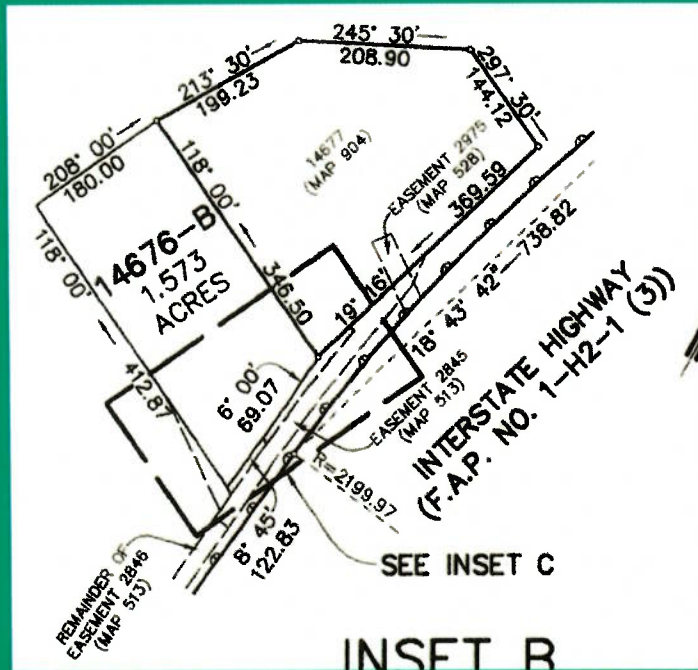 245° 30'
208.90
213° 30'
199.23
297° 30'
144.12
208° 00'
180.00
118° 00'
346.50
118° 00'
412.87
14677
(MAP 904)
EASEMENT 2975
(MAP 528)
369.59
19° 16'
14676-B
1.573
ACRES
18° 43' 42" 738.82
INTERSTATE HIGHWAY
(F.A.P. NO. 1-H2-1 (3))
6° 00'
69.07
EASEMENT 2845
(MAP 513)
R=2199.97
8° 45'
122.83
SEE INSET C
REMAINDER OF
EASEMENT 2846
(MAP 513)
INSET B